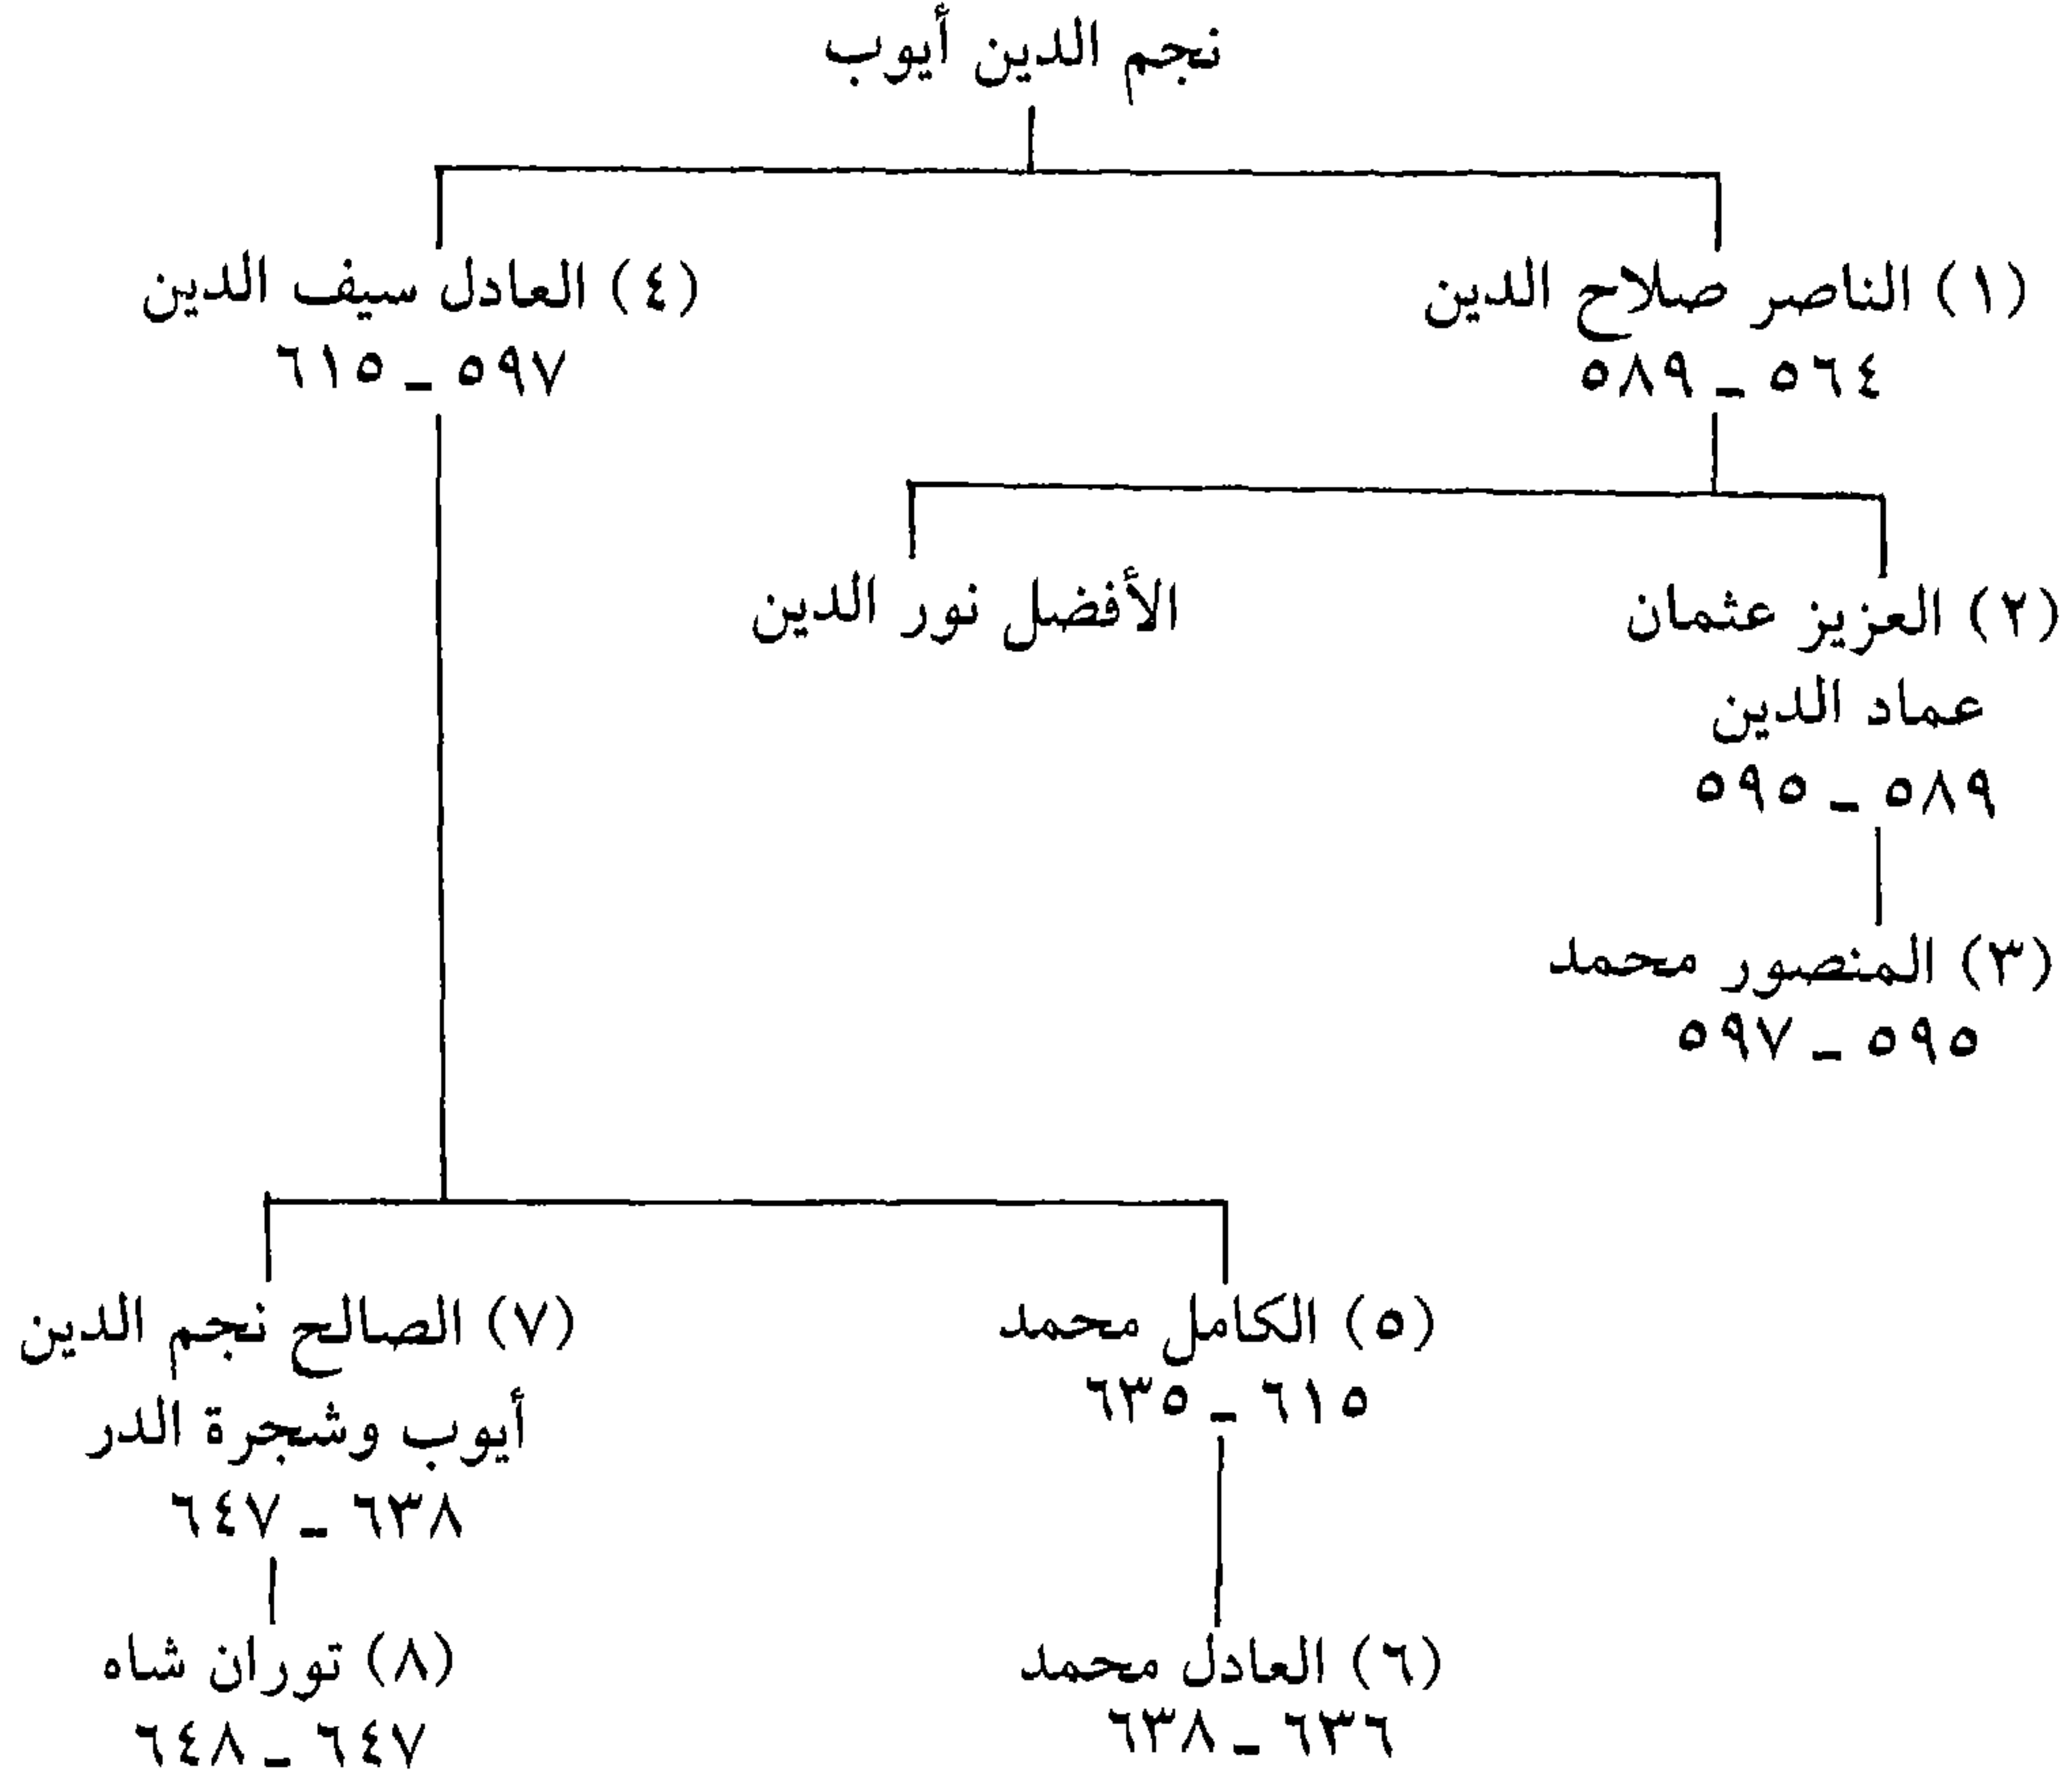 نجم الدين أيوب
(١) الناصر صلاح الدين
٥٦٤ - ٥٨٩
(٤) العادل سيف الدين
٥٩٧ - ٦١٥
(٢) العزيز عثمان
عماد الدين
٥٨٩ - ٥٩٥
الأفضل نور الدين
(٣) المنصور محمد
٥٩٥ - ٥٩٧
(٥) الكامل محمد
٦١٥ - ٦٣٥
(٧) الصالح نجم الدين
أيوب وشجرة الدر
٦٣٨ - ٦٤٧
(٦) العادل محمد
٦٣٦ - ٦٣٨
(٨) توران شاه
٦٤٧ - ٦٤٨